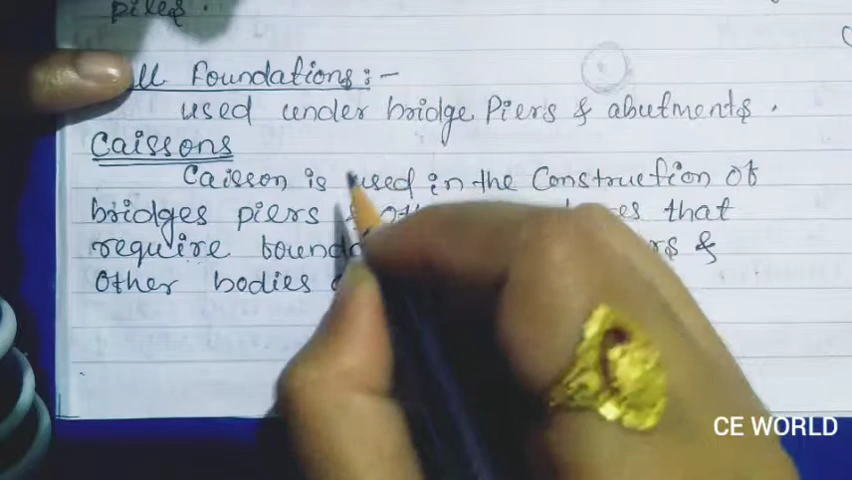 piles.
Foundations:-
used under bridge Piers & abutments.
Caissons
Caisson is used in the Construction of
bridges piers that
require &
Other bodies
CE WORLD